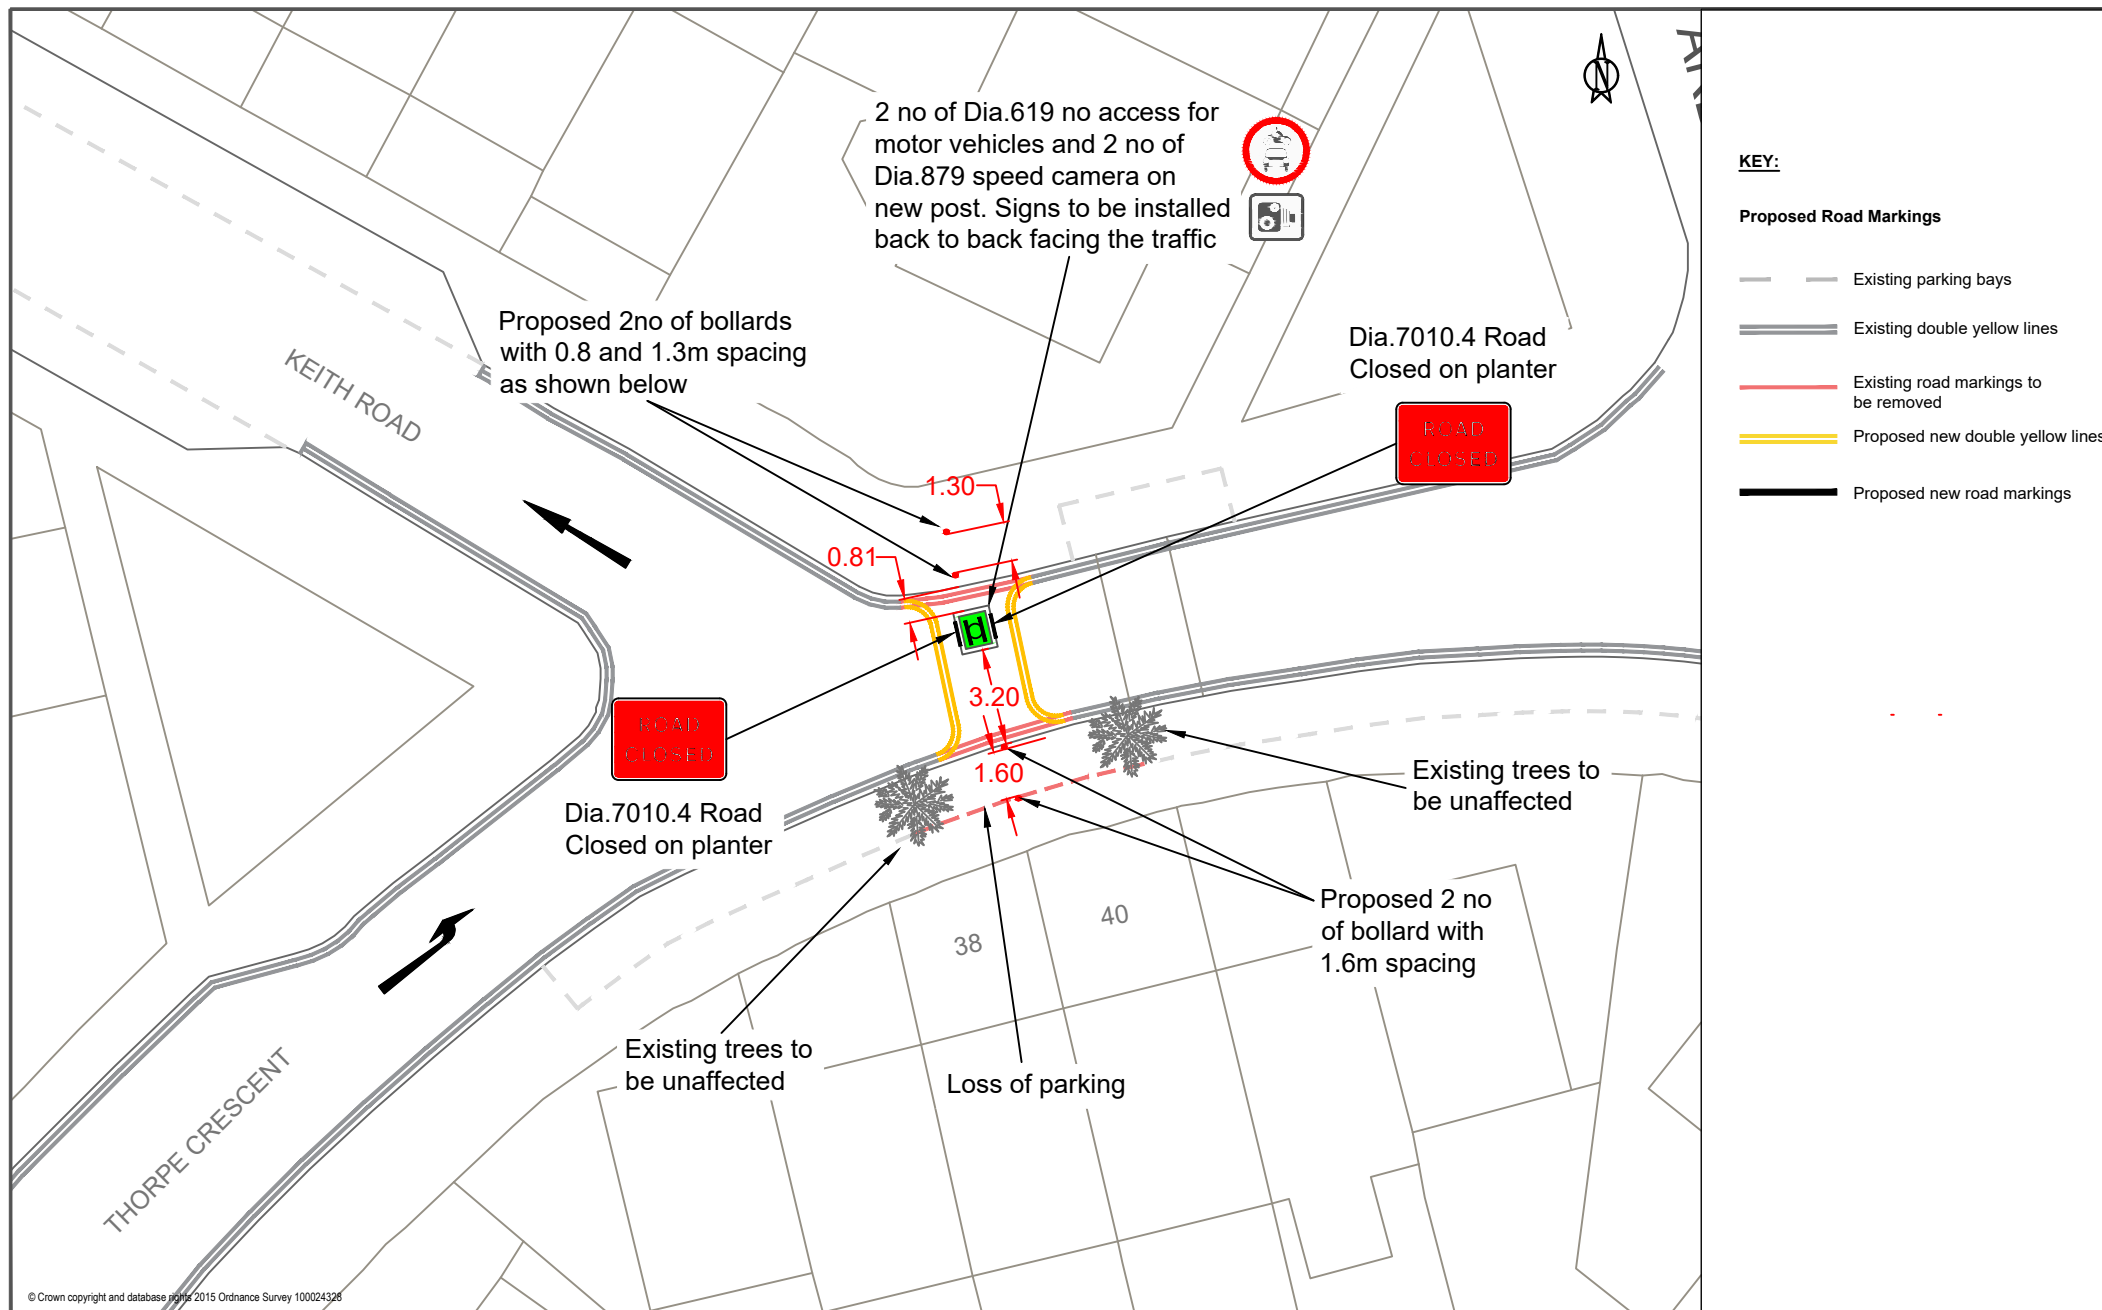 2 no of Dia.619 no access for
motor vehicles and 2 no of
Dia.879 speed camera on
new post. Signs to be installed
back to back facing the traffic
N
KEY:
Proposed Road Markings
Existing parking bays
Existing double yellow lines
Existing road markings to
be removed
Proposed new double yellow lines
Proposed new road markings
Proposed 2no of bollards
with 0.8 and 1.3m spacing
as shown below
Dia.7010.4 Road
Closed on planter
ROAD
CLOSED
KEITH ROAD
1.30
0.81
3.20
1.60
ROAD
CLOSED
Dia.7010.4 Road
Closed on planter
Existing trees to
be unaffected
Proposed 2 no
of bollard with
1.6m spacing
38
40
Existing trees to
be unaffected
Loss of parking
THORPE CRESCENT
© Crown copyright and database rights 2015 Ordnance Survey 100024328